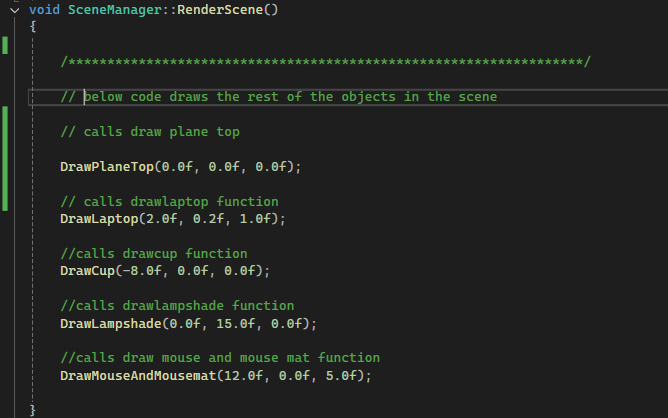 void SceneManager::RenderScene()
{
/******************************************************************/
// below code draws the rest of the objects in the scene
// calls draw plane top
DrawPlaneTop(0.0f, 0.0f, 0.0f);
// calls drawlaptop function
DrawLaptop(2.0f, 0.2f, 1.0f);
//calls drawcup function
DrawCup(-8.0f, 0.0f, 0.0f);
//calls drawlampshade function
DrawLampshade(0.0f, 15.0f, 0.0f);
//calls draw mouse and mouse mat function
DrawMouseAndMousemat(12.0f, 0.0f, 5.0f);
}